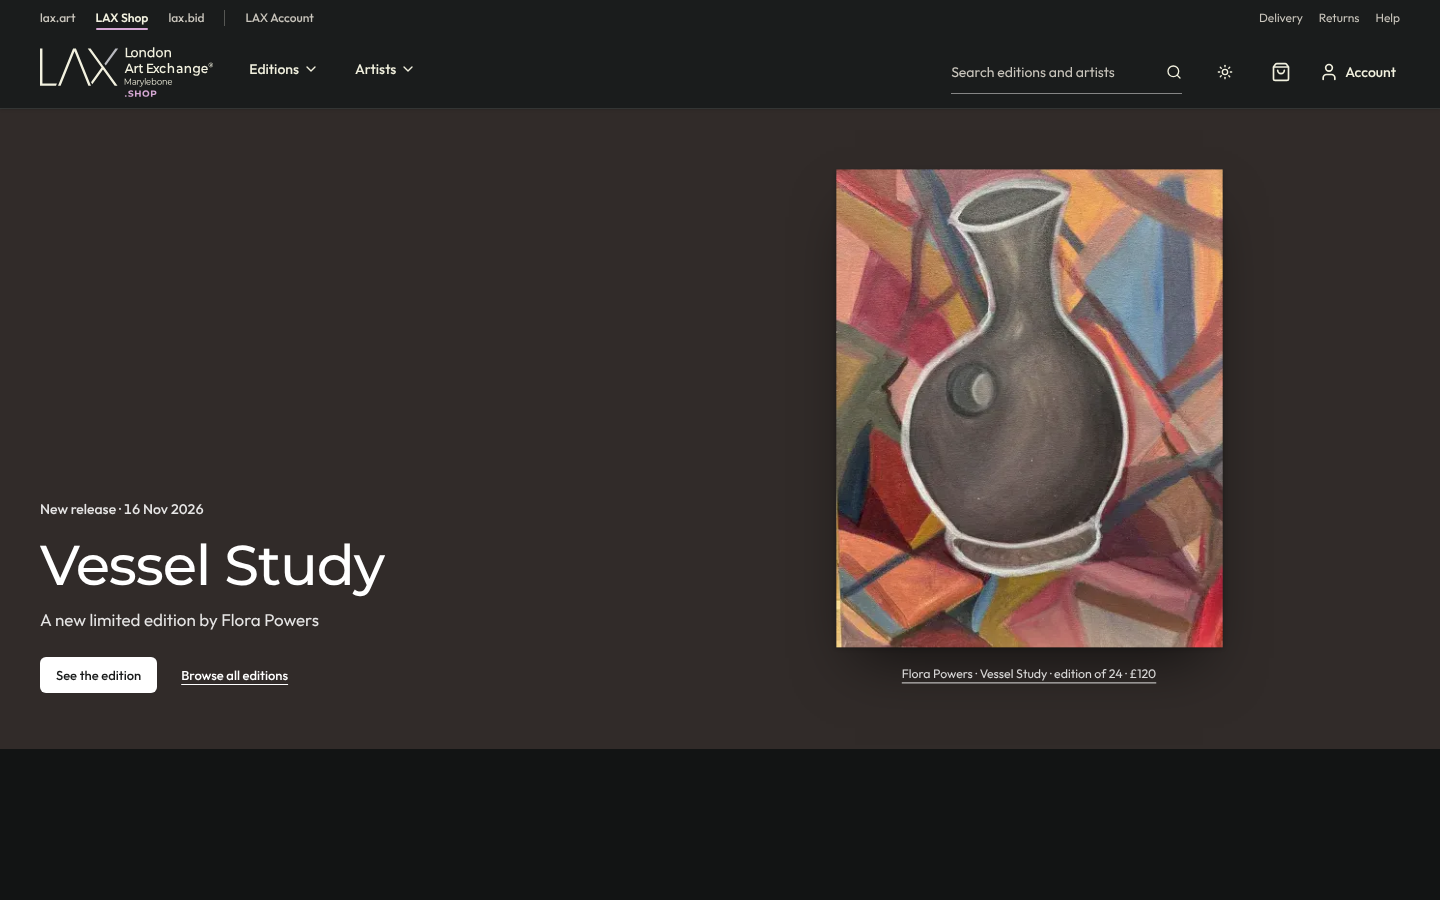 lax.art LAX Shop lax.bid LAX Account
Delivery Returns Help
LAX London
Art Exchange®
Marylebone
.SHOP
Editions Artists
Search editions and artists
Account
New release · 16 Nov 2026
Vessel Study
A new limited edition by Flora Powers
See the edition Browse all editions
Flora Powers · Vessel Study · edition of 24 · £120